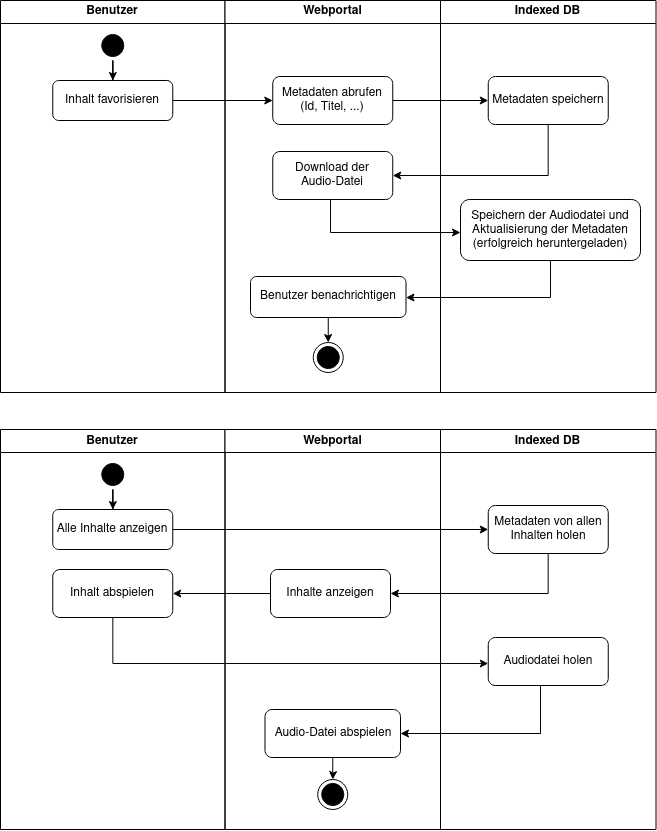 Benutzer
Webportal
Indexed DB
Inhalt favorisieren
Metadaten abrufen
(Id, Titel, ...)
Metadaten speichern
Download der
Audio-Datei
Speichern der Audiodatei und
Aktualisierung der Metadaten
(erfolgreich heruntergeladen)
Benutzer benachrichtigen
Benutzer
Webportal
Indexed DB
Alle Inhalte anzeigen
Metadaten von allen
Inhalten holen
Inhalt abspielen
Inhalte anzeigen
Audiodatei holen
Audio-Datei abspielen